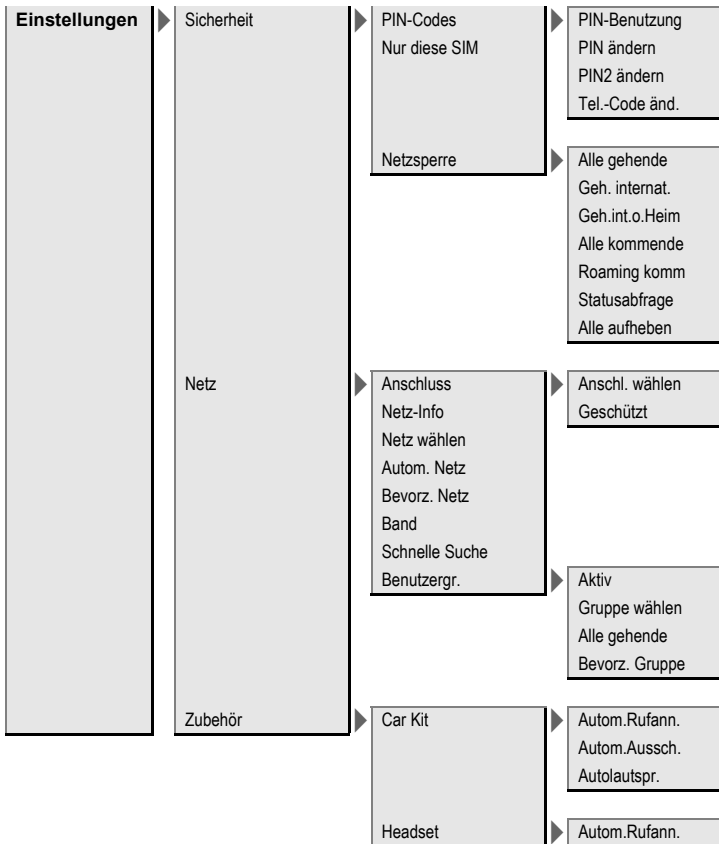 Einstellungen Sicherheit PIN-Codes PIN-Benutzung
Nur diese SIM PIN ändern
PIN2 ändern
Tel.-Code änd.
Netzsperre Alle gehende
Geh. internat.
Geh.int.o.Heim
Alle kommende
Roaming komm
Statusabfrage
Alle aufheben
Netz Anschluss Anschl. wählen
Netz-Info Geschützt
Netz wählen
Autom. Netz
Bevorz. Netz
Band
Schnelle Suche
Benutzergr. Aktiv
Gruppe wählen
Alle gehende
Bevorz. Gruppe
Zubehör Car Kit Autom.Rufann.
Autom.Aussch.
Autolautspr.
Headset Autom.Rufann.